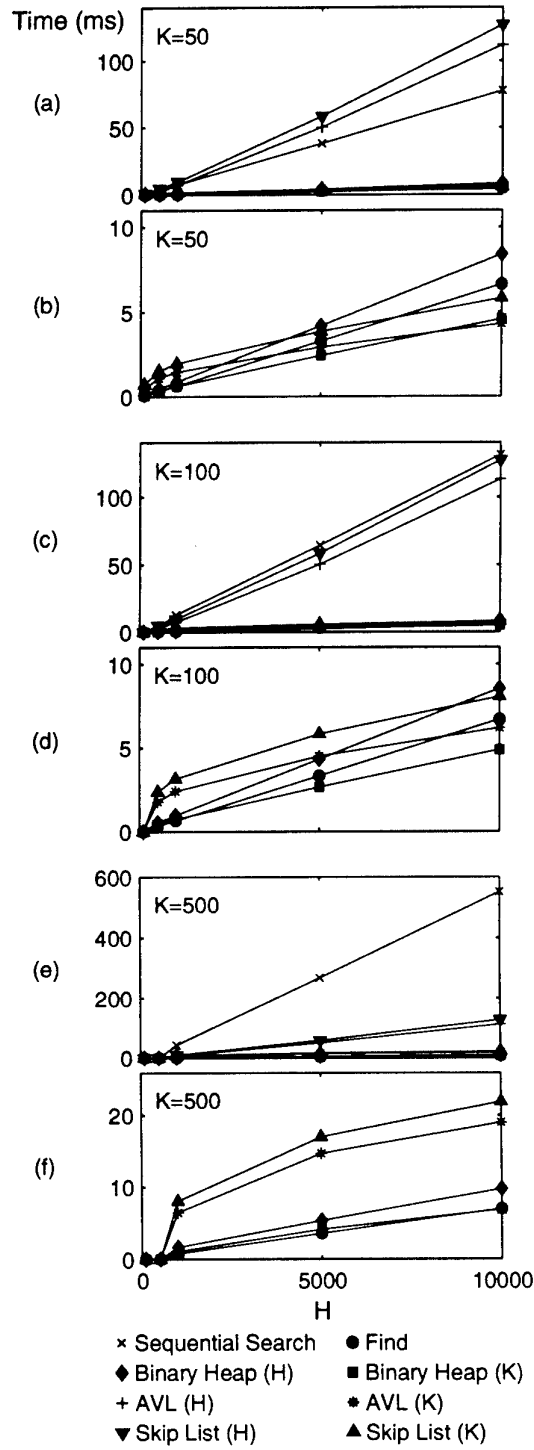 Time (ms)
K=50
100
(a)
50
0
10
K=50
(b)
5
0
K=100
100
(c)
50
0
10
K=100
(d)
5
0
600
K=500
400
(e)
200
0
K=500
20
(f)
10
0
0 5000 10000
H
× Sequential Search ● Find
◆ Binary Heap (H) ■ Binary Heap (K)
+ AVL (H) ✱ AVL (K)
▼ Skip List (H) ▲ Skip List (K)